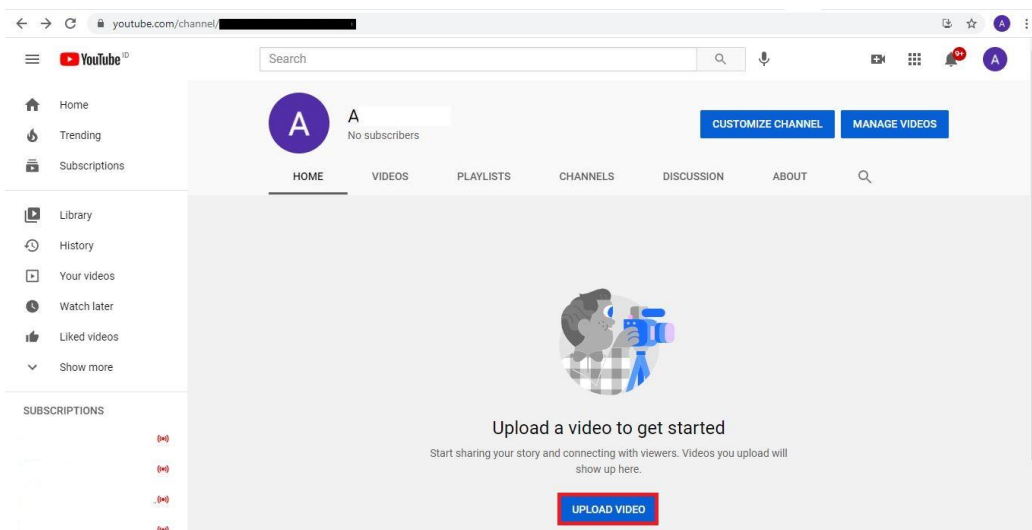 youtube.com/channel/
YouTube ID
Search
9+
A
A
Home
Trending
Subscriptions
Library
History
Your videos
Watch later
Liked videos
Show more
SUBSCRIPTIONS
A
A
No subscribers
CUSTOMIZE CHANNEL
MANAGE VIDEOS
HOME
VIDEOS
PLAYLISTS
CHANNELS
DISCUSSION
ABOUT
Upload a video to get started
Start sharing your story and connecting with viewers. Videos you upload will
show up here.
UPLOAD VIDEO